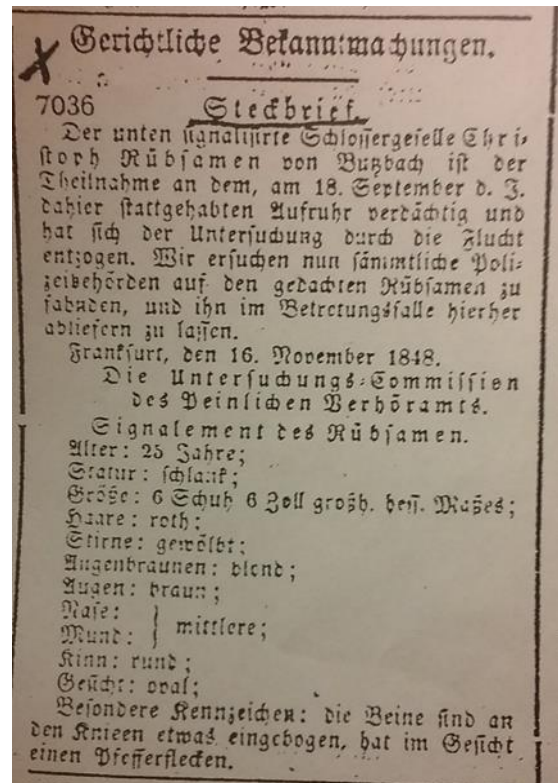 Gerichtliche Bekanntmachungen.
7036
Steckbrief.
Der unten signalisirte Schlossergeselle Chri-
stoph Rübsamen von Butzbach ist der
Theilnahme an dem, am 18. September d. J.
dahier stattgehabten Aufruhr verdächtig und
hat sich der Untersuchung durch die Flucht
entzogen. Wir ersuchen nun sämmtliche Poli-
zeibehörden auf den gedachten Rübsamen zu
fahnden, und ihn im Betretungsfalle hierher
abliefern zu lassen.
Frankfurt, den 16. November 1848.
Die Untersuchungs-Commission
des Peinlichen Verhöramts.
Signalement des Rübsamen.
Alter: 25 Jahre;
Statur: schlank;
Größe: 6 Schuh 6 Zoll großh. hess. Maßes;
Haare: roth;
Stirne: gewölbt;
Augenbraunen: blond;
Augen: braun;
Nase:
Mund: } mittlere;
Kinn: rund;
Gesicht: oval;
Besondere Kennzeichen: die Beine sind an
den Knieen etwas eingebogen, hat im Gesicht
einen Pfefferflecken.